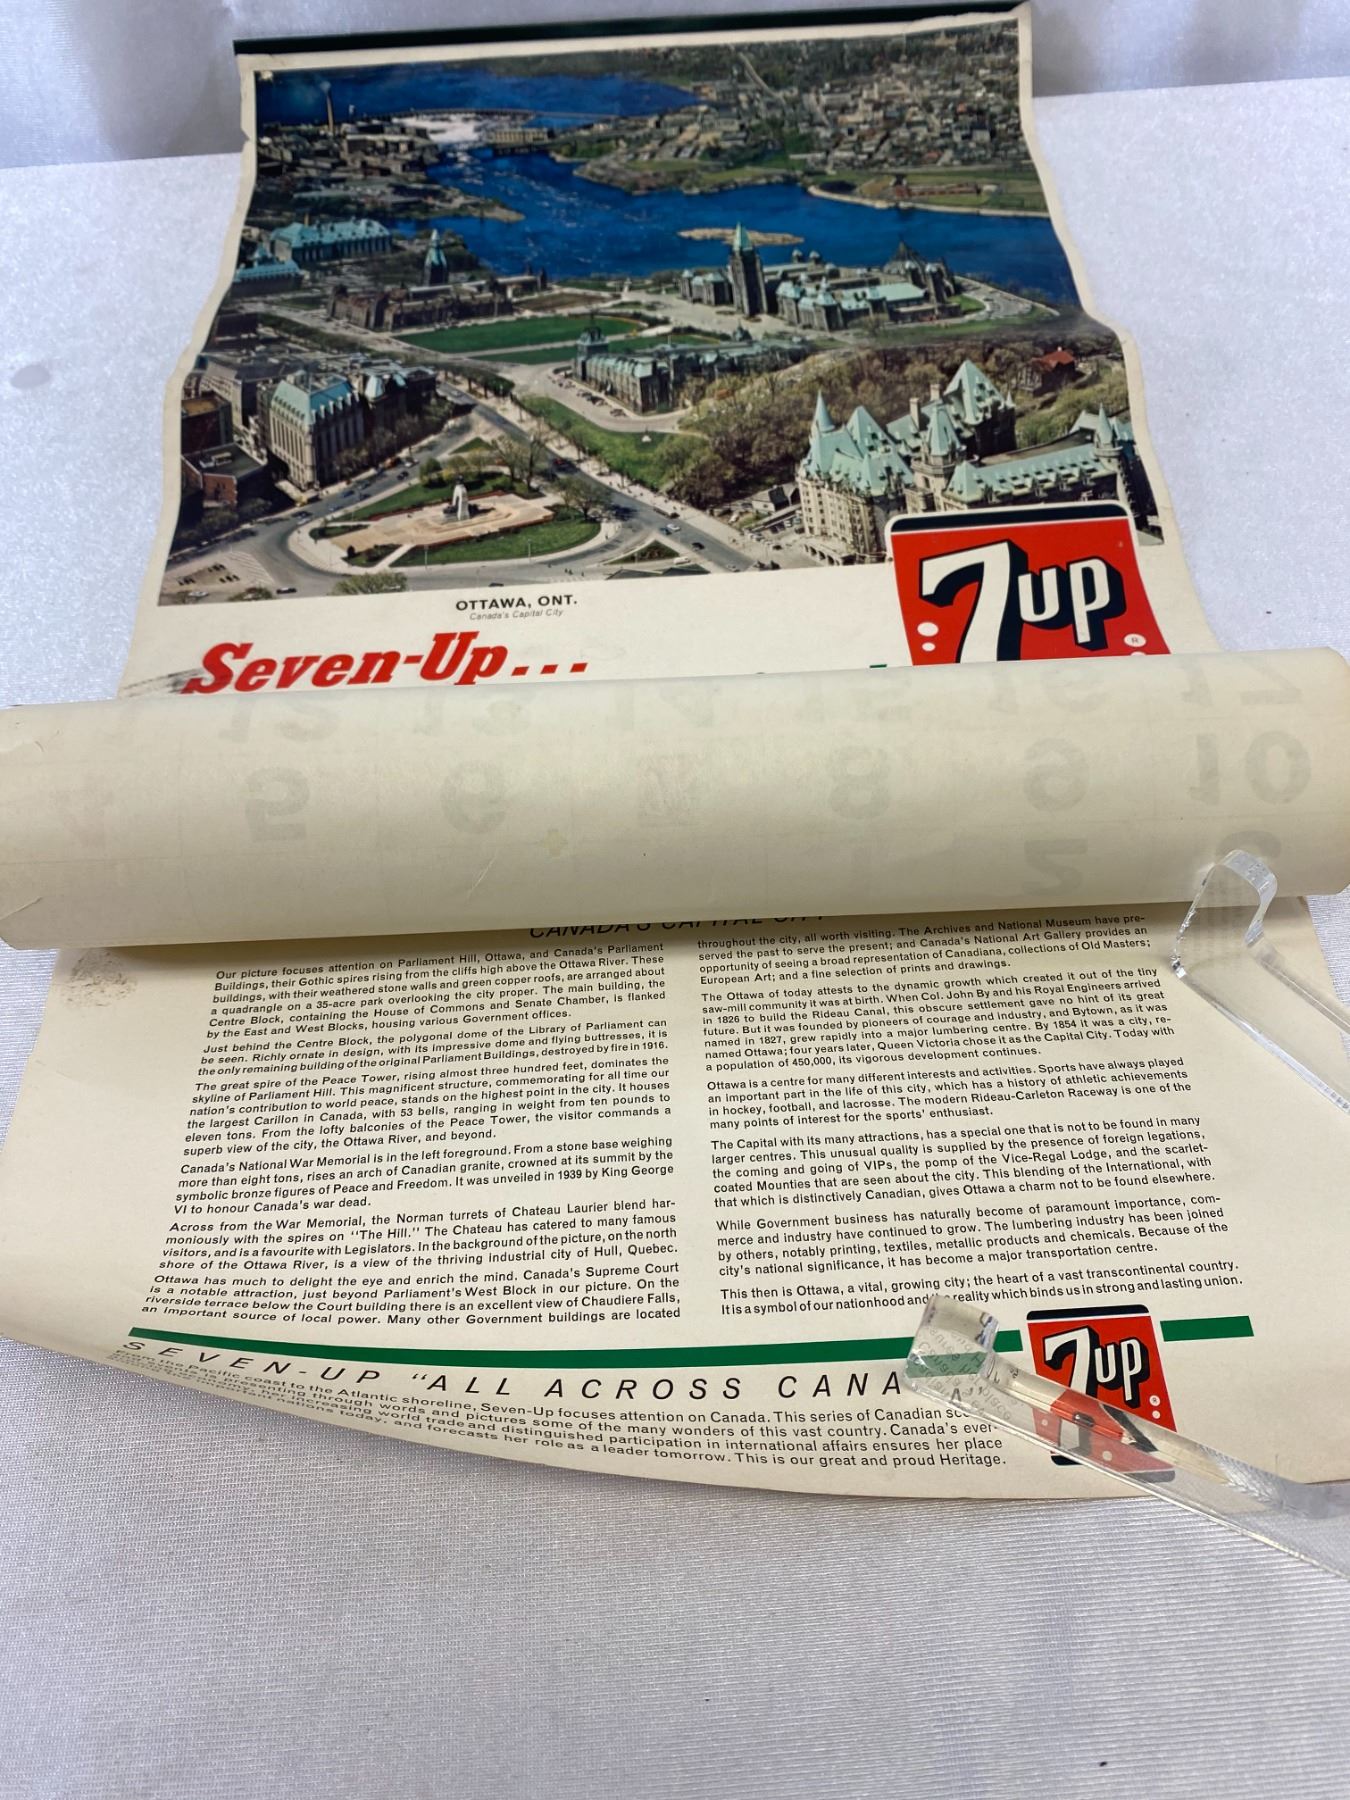 OTTAWA, ONT.
Canada's Capital City
7up
®
Seven-Up...
12 13 14 15 16 17
5 6 8 9 10
2
CANADA'S CAPITAL CITY
Our picture focuses attention on Parliament Hill, Ottawa, and Canada's Parliament
Buildings, their Gothic spires rising from the cliffs high above the Ottawa River. These
buildings, with their weathered stone walls and green copper roofs, are arranged about
a quadrangle on a 35-acre park overlooking the city proper. The main building, the
Centre Block, containing the House of Commons and Senate Chamber, is flanked
by the East and West Blocks, housing various Government offices.
Just behind the Centre Block, the polygonal dome of the Library of Parliament can
be seen. Richly ornate in design, with its impressive dome and flying buttresses, it is
the only remaining building of the original Parliament Buildings, destroyed by fire in 1916.
The great spire of the Peace Tower, rising almost three hundred feet, dominates the
skyline of Parliament Hill. This magnificent structure, commemorating for all time our
nation's contribution to world peace, stands on the highest point in the city. It houses
the largest Carillon in Canada, with 53 bells, ranging in weight from ten pounds to
eleven tons. From the lofty balconies of the Peace Tower, the visitor commands a
superb view of the city, the Ottawa River, and beyond.
Canada's National War Memorial is in the left foreground. From a stone base weighing
more than eight tons, rises an arch of Canadian granite, crowned at its summit by the
symbolic bronze figures of Peace and Freedom. It was unveiled in 1939 by King George
VI to honour Canada's war dead.
Across from the War Memorial, the Norman turrets of Chateau Laurier blend har-
moniously with the spires on "The Hill." The Chateau has catered to many famous
visitors, and is a favourite with Legislators. In the background of the picture, on the north
shore of the Ottawa River, is a view of the thriving industrial city of Hull, Quebec.
Ottawa has much to delight the eye and enrich the mind. Canada's Supreme Court
is a notable attraction, just beyond Parliament's West Block in our picture. On the
riverside terrace below the Court building there is an excellent view of Chaudiere Falls,
an important source of local power. Many other Government buildings are located
throughout the city, all worth visiting. The Archives and National Museum have pre-
served the past to serve the present; and Canada's National Art Gallery provides an
opportunity of seeing a broad representation of Canadiana, collections of Old Masters;
European Art; and a fine selection of prints and drawings.
The Ottawa of today attests to the dynamic growth which created it out of the tiny
saw-mill community it was at birth. When Col. John By and his Royal Engineers arrived
in 1826 to build the Rideau Canal, this obscure settlement gave no hint of its great
future. But it was founded by pioneers of courage and industry, and Bytown, as it was
named in 1827, grew rapidly into a major lumbering centre. By 1854 it was a city, re-
named Ottawa; four years later, Queen Victoria chose it as the Capital City. Today with
a population of 450,000, its vigorous development continues.
Ottawa is a centre for many different interests and activities. Sports have always played
an important part in the life of this city, which has a history of athletic achievements
in hockey, football, and lacrosse. The modern Rideau-Carleton Raceway is one of the
many points of interest for the sports' enthusiast.
The Capital with its many attractions, has a special one that is not to be found in many
larger centres. This unusual quality is supplied by the presence of foreign legations,
the coming and going of VIPs, the pomp of the Vice-Regal Lodge, and the scarlet-
coated Mounties that are seen about the city. This blending of the International, with
that which is distinctively Canadian, gives Ottawa a charm not to be found elsewhere.
While Government business has naturally become of paramount importance, com-
merce and industry have continued to grow. The lumbering industry has been joined
by others, notably printing, textiles, metallic products and chemicals. Because of the
city's national significance, it has become a major transportation centre.
This then is Ottawa, a vital, growing city; the heart of a vast transcontinental country.
It is a symbol of our nationhood and reality which binds us in strong and lasting union.
SEVEN-UP "ALL ACROSS CANA
7up
®
From the Pacific coast to the Atlantic shoreline, Seven-Up focuses attention on Canada. This series of Canadian
representing through words and pictures some of the many wonders of this vast country. Canada's ever-
increasing world trade and distinguished participation in international affairs ensures her place
nations today, and forecasts her role as a leader tomorrow. This is our great and proud Heritage.